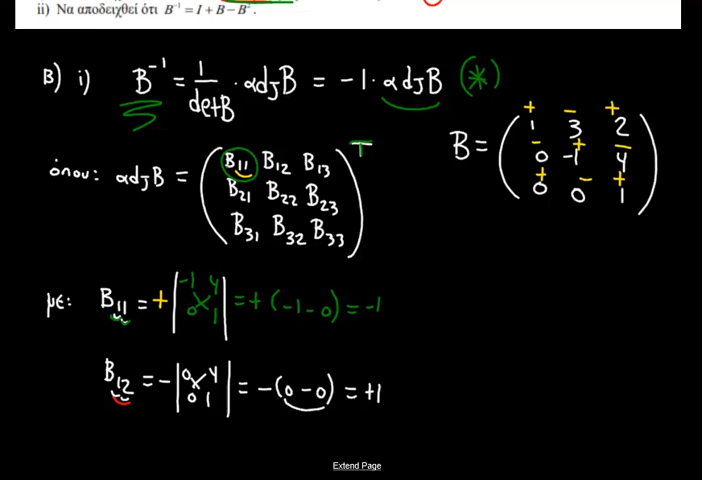 ii) Να αποδειχθεί ότι B⁻¹ = I + B − B².
B) i) B⁻¹ = 1/detB · adjB = −1 · adjB (*)
B = ( 1 3 2
0 -1 4
0 0 1 )
+ − +
− + −
+ − +
όπου: adjB = ( B₁₁ B₁₂ B₁₃
B₂₁ B₂₂ B₂₃
B₃₁ B₃₂ B₃₃ )ᵀ
με: B₁₁ = + | -1 4
0 1 | = + (-1 - 0) = -1
B₁₂ = − | 0 4
0 1 | = −(0 − 0) = +1
Extend Page